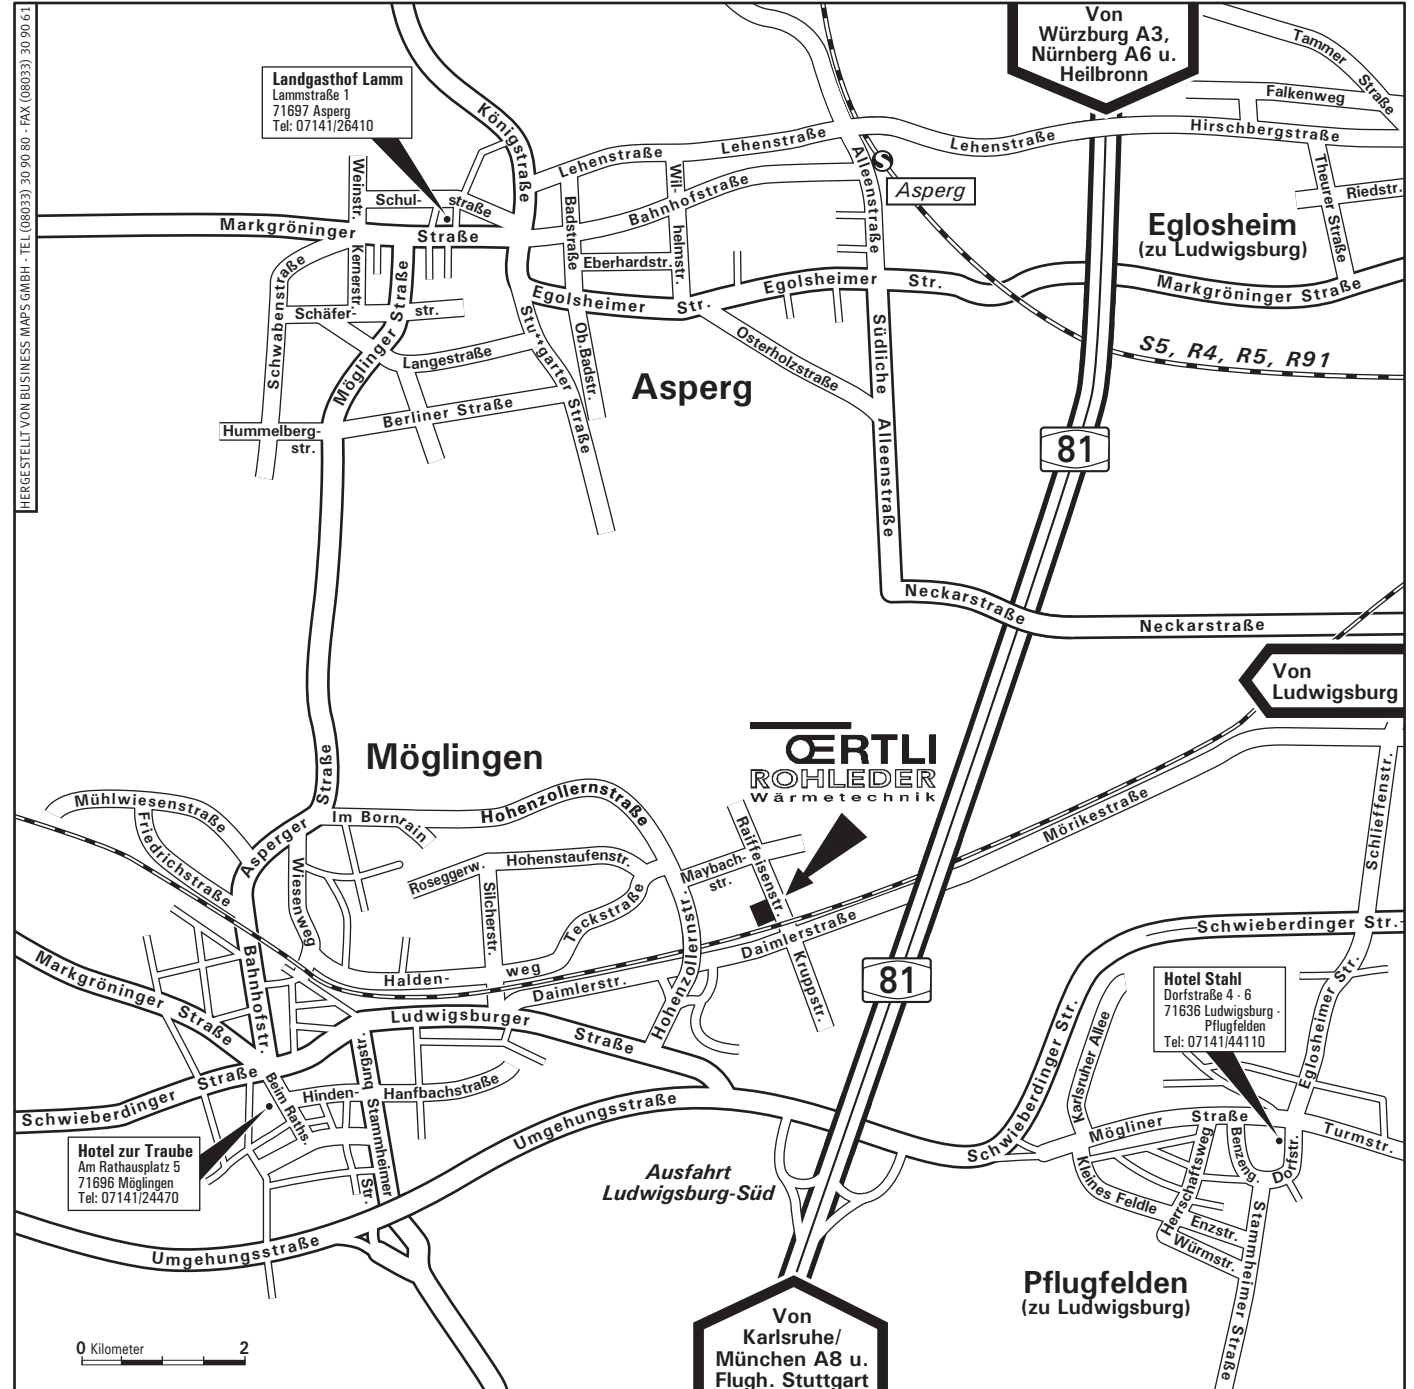 HERGESTELLT VON BUSINESS MAPS GMBH - TEL (08033) 30 90 80 - FAX (08033) 30 90 61
Von
Würzburg A3,
Nürnberg A6 u.
Heilbronn
Tammer
Straße
Falkenweg
Hirschbergstraße
Landgasthof Lamm
Lammstraße 1
71697 Asperg
Tel: 07141/26410
Königstraße
Lehenstraße
Lehenstraße
Lehenstraße
Alleenstraße
S
Asperg
Theurer Straße
Riedstr.
Eglosheim
(zu Ludwigsburg)
Weinstr.
Schul-
straße
Badstraße
Wil-
helmstr.
Bahnhofstraße
Markgröninger
Straße
Eberhardstr.
Kernerstr.
Schwabenstraße
Schäfer-
str.
Möglinger Straße
Egolsheimer
Str.
Egolsheimer
Str.
Markgröninger Straße
Stu**garter Straße
Ob.Badstr.
Osterholzstraße
Südliche
Alleenstraße
S5, R4, R5, R91
Langestraße
Berliner Straße
Asperg
Hummelberg-
str.
81
Neckarstraße
Neckarstraße
Von
Ludwigsburg
Möglingen
ŒRTLI
ROHLEDER
Wärmetechnik
Mühlwiesenstraße
Friedrichstraße
Asperger
Straße
Im Bornrain
Hohenzollernstraße
Wiesenweg
Roseggerw.
Hohenstaufenstr.
Silcherstr.
Teckstraße
Maybach-
str.
Raiffeisenstr.
Mörikestraße
Schlieffenstr.
Hohenzollernstr.
Hohenzollernstr.
Daimlerstraße
Kruppstr.
Schwieberdinger Str.
Halden-
weg
Daimlerstr.
Bahnhofstr.
Markgröninger
Straße
81
Hotel Stahl
Dorfstraße 4 - 6
71636 Ludwigsburg -
Pflugfelden
Tel: 07141/44110
Eglosheimer Str.
Ludwigsburger
Straße
Karlsruher Allee
Schwieberdinger Str.
Schwieberdinger
Straße
Beim Raths.
Hinden-
burgstr.
Hanfbachstraße
Stammheimer
Str.
Umgehungsstraße
Mögliner
Straße
Turmstr.
Benzeng.
Dorfstr.
Herrschaftsweg
Kleines Feldle
Enzstr.
Würmstr.
Stammheimer Straße
Hotel zur Traube
Am Rathausplatz 5
71696 Möglingen
Tel: 07141/24470
Ausfahrt
Ludwigsburg-Süd
Umgehungsstraße
Pflugfelden
(zu Ludwigsburg)
Von
Karlsruhe/
München A8 u.
Flugh. Stuttgart
0 Kilometer 2